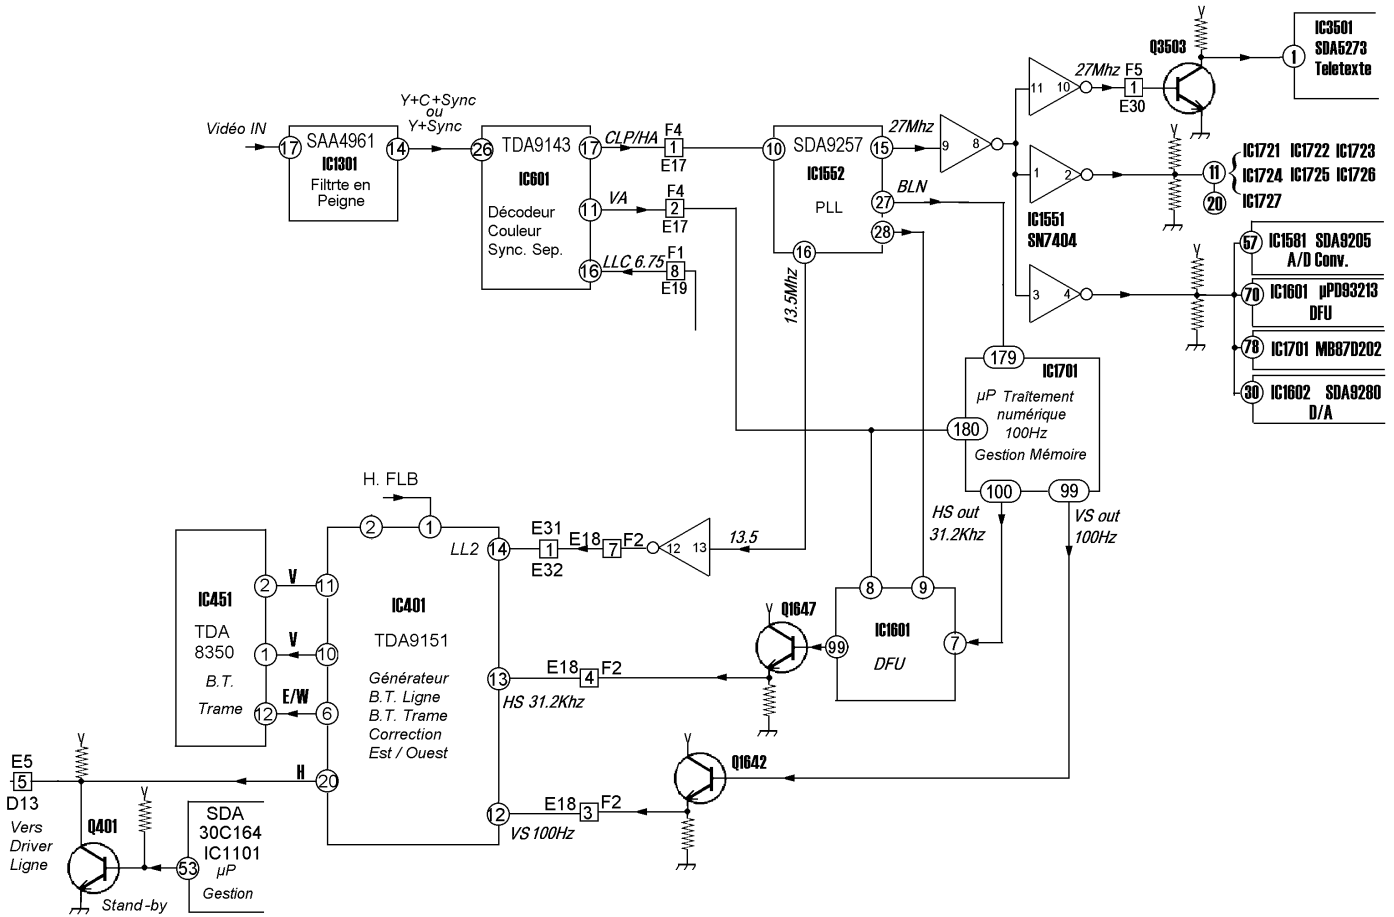 Vidéo IN
17
SAA4961
IC1301
Filtrte en
Peigne
14
Y+C+Sync
ou
Y+Sync
26
TDA9143
IC601
Décodeur
Couleur
Sync. Sep.
17
CLP/HA
F4
1
E17
11
VA
F4
2
E17
16
LLC 6.75
F1
8
E19
10
SDA9257
IC1552
PLL
15
27Mhz
27
BLN
28
16
13.5Mhz
9
8
11
10
27Mhz
F5
1
E30
Q3503
V
1
IC3501
SDA5273
Teletexte
1
2
IC1551
SN7404
V
11
20
IC1721 IC1722 IC1723
IC1724 IC1725 IC1726
IC1727
3
4
V
57
IC1581 SDA9205
A/D Conv.
70
IC1601 µPD93213
DFU
78
IC1701 MB87D202
30
IC1602 SDA9280
D/A
179
IC1701
µP Traîtement
numérique
100Hz
Gestion Mémoire
180
100
99
HS out
31.2Khz
VS out
100Hz
H. FLB
2
1
IC451
TDA
8350
B.T.
Trame
2
V
11
1
V
10
12
E/W
6
IC401
TDA9151
Générateur
B.T. Ligne
B.T. Trame
Correction
Est / Ouest
LL2
14
E31
1
E32
E18
7
F2
12
13
13.5
13
E18
4
F2
HS 31.2Khz
V
Q1647
99
8
9
IC1601
DFU
7
12
E18
3
F2
VS100Hz
V
Q1642
20
H
E5
5
D13
Vers
Driver
Ligne
V
V
Q401
Stand-by
53
SDA
30C164
IC1101
µP
Gestion